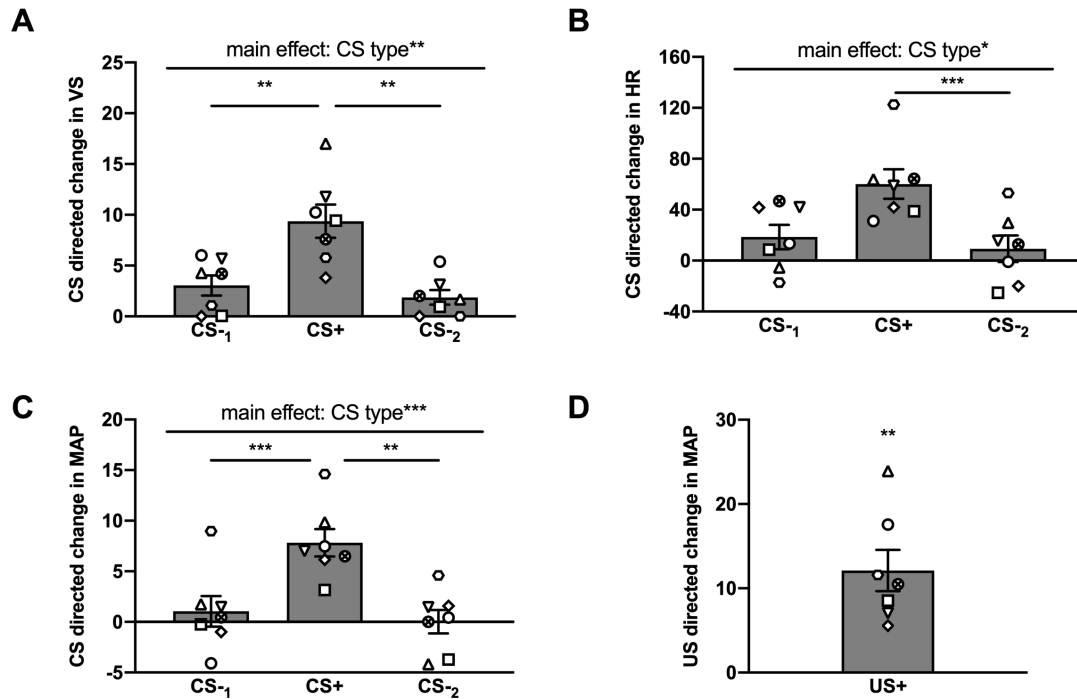 A
main effect: CS type**
** **
CS directed change in VS
25
20
15
10
5
0
CS-1 CS+ CS-2
B
main effect: CS type*
***
CS directed change in HR
160
120
80
40
0
-40
CS-1 CS+ CS-2
C
main effect: CS type***
*** **
CS directed change in MAP
20
15
10
5
0
-5
CS-1 CS+ CS-2
D
**
US directed change in MAP
30
20
10
0
US+